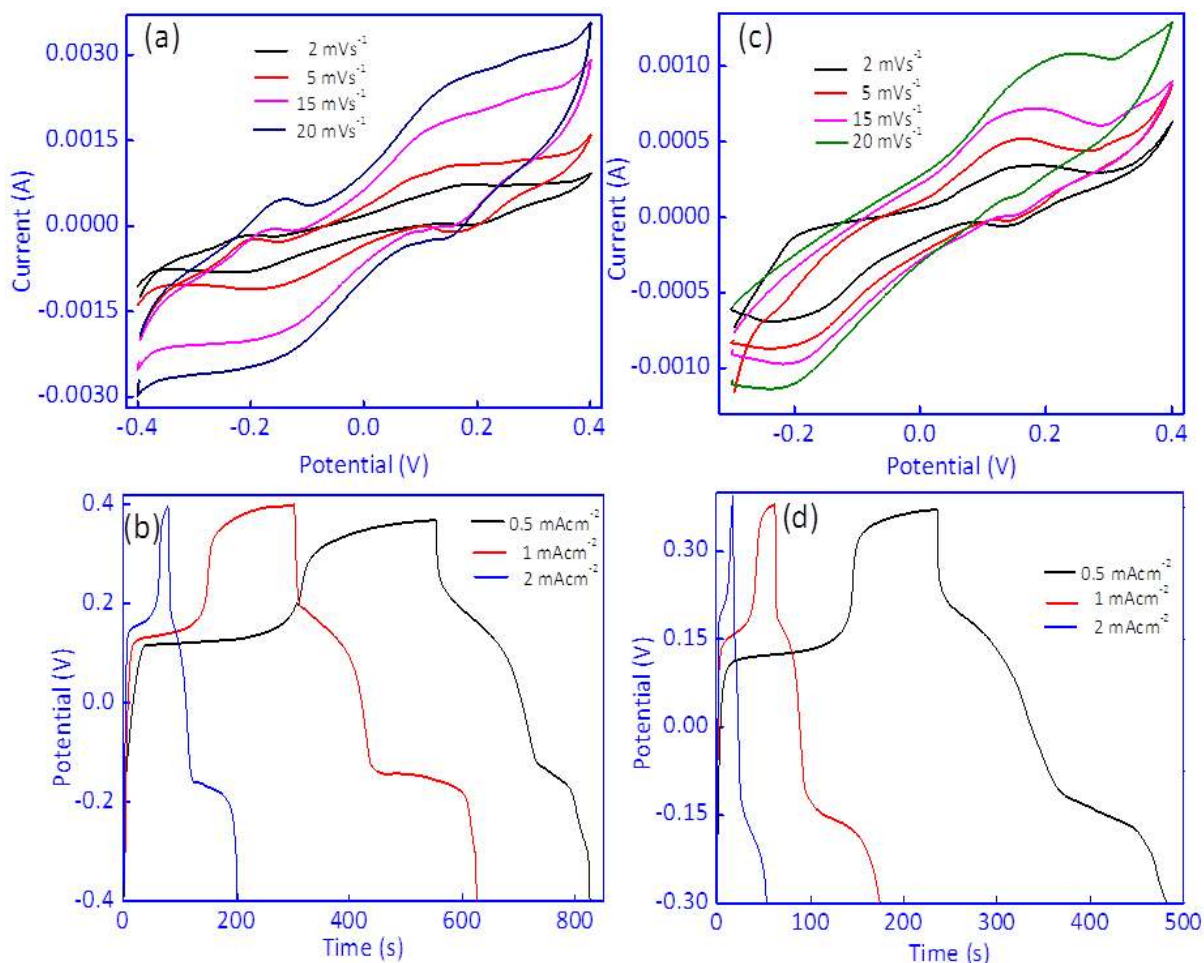 (a)
2 mVs⁻¹
5 mVs⁻¹
15 mVs⁻¹
20 mVs⁻¹
0.0030
0.0015
0.0000
-0.0015
-0.0030
Current (A)
-0.4 -0.2 0.0 0.2 0.4
Potential (V)
(c)
2 mVs⁻¹
5 mVs⁻¹
15 mVs⁻¹
20 mVs⁻¹
0.0010
0.0005
0.0000
-0.0005
-0.0010
Current (A)
-0.2 0.0 0.2 0.4
Potential (V)
(b)
0.5 mAcm⁻²
1 mAcm⁻²
2 mAcm⁻²
0.4
0.2
0.0
-0.2
-0.4
Potential (V)
0 200 400 600 800
Time (s)
(d)
0.5 mAcm⁻²
1 mAcm⁻²
2 mAcm⁻²
0.30
0.15
0.00
-0.15
-0.30
Potential (V)
0 100 200 300 400 500
Time (s)